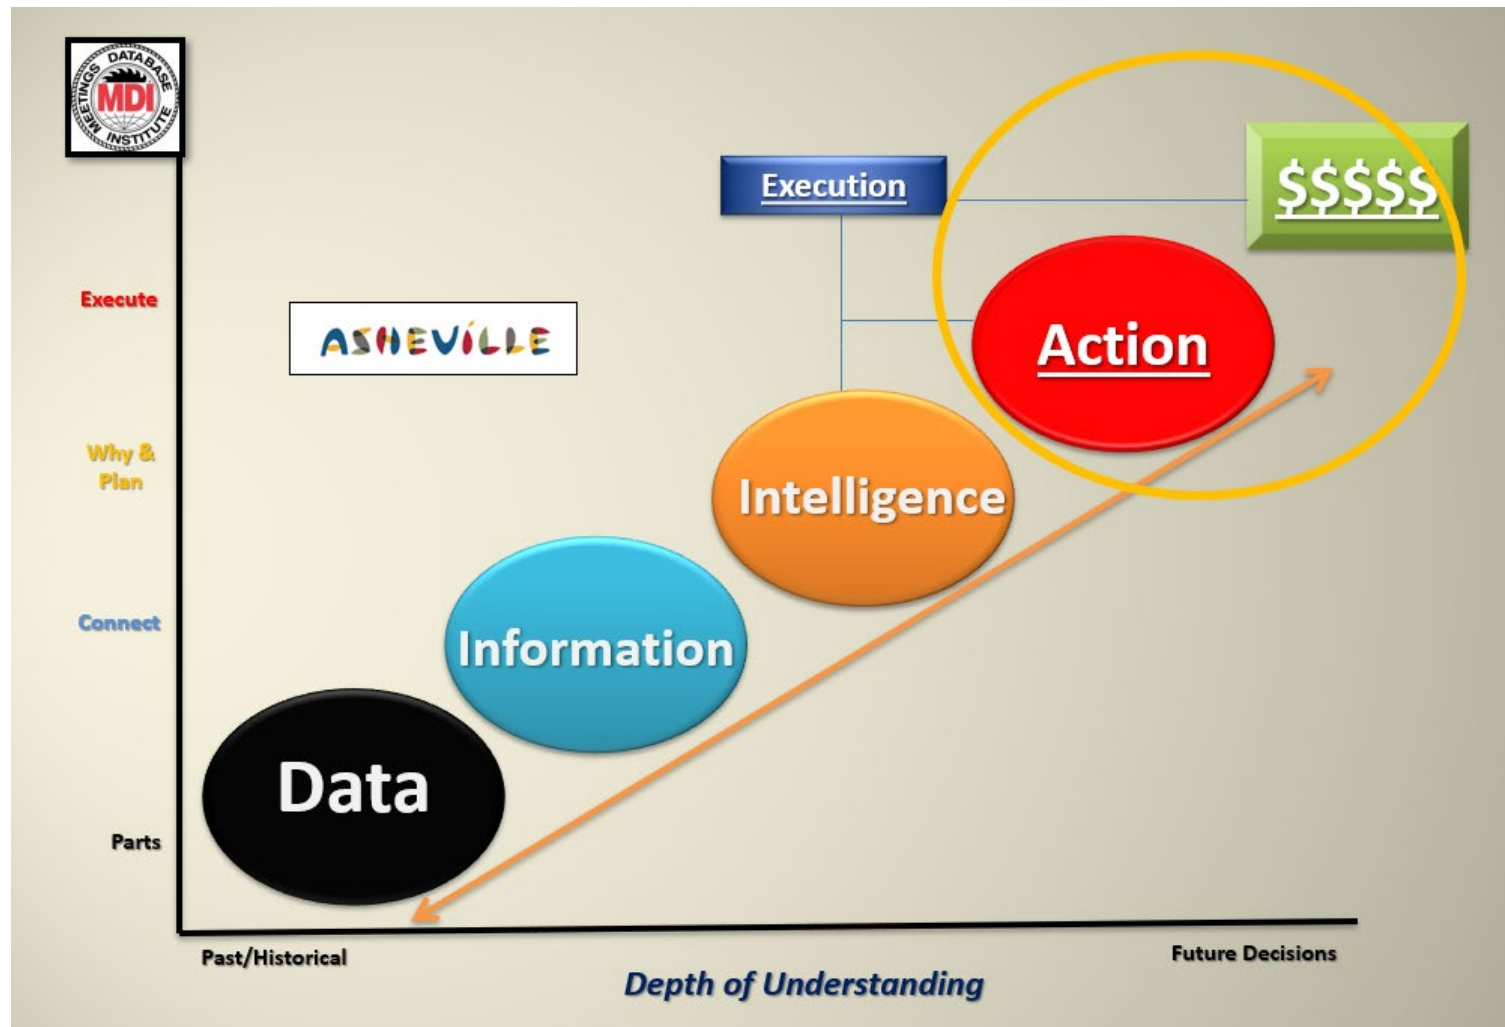 MEETINGS DATABASE INSTITUTE
MDI
Execution
$$$$$
Execute
ASHEVILLE
Action
Why &
Plan
Intelligence
Connect
Information
Data
Parts
Past/Historical
Future Decisions
Depth of Understanding